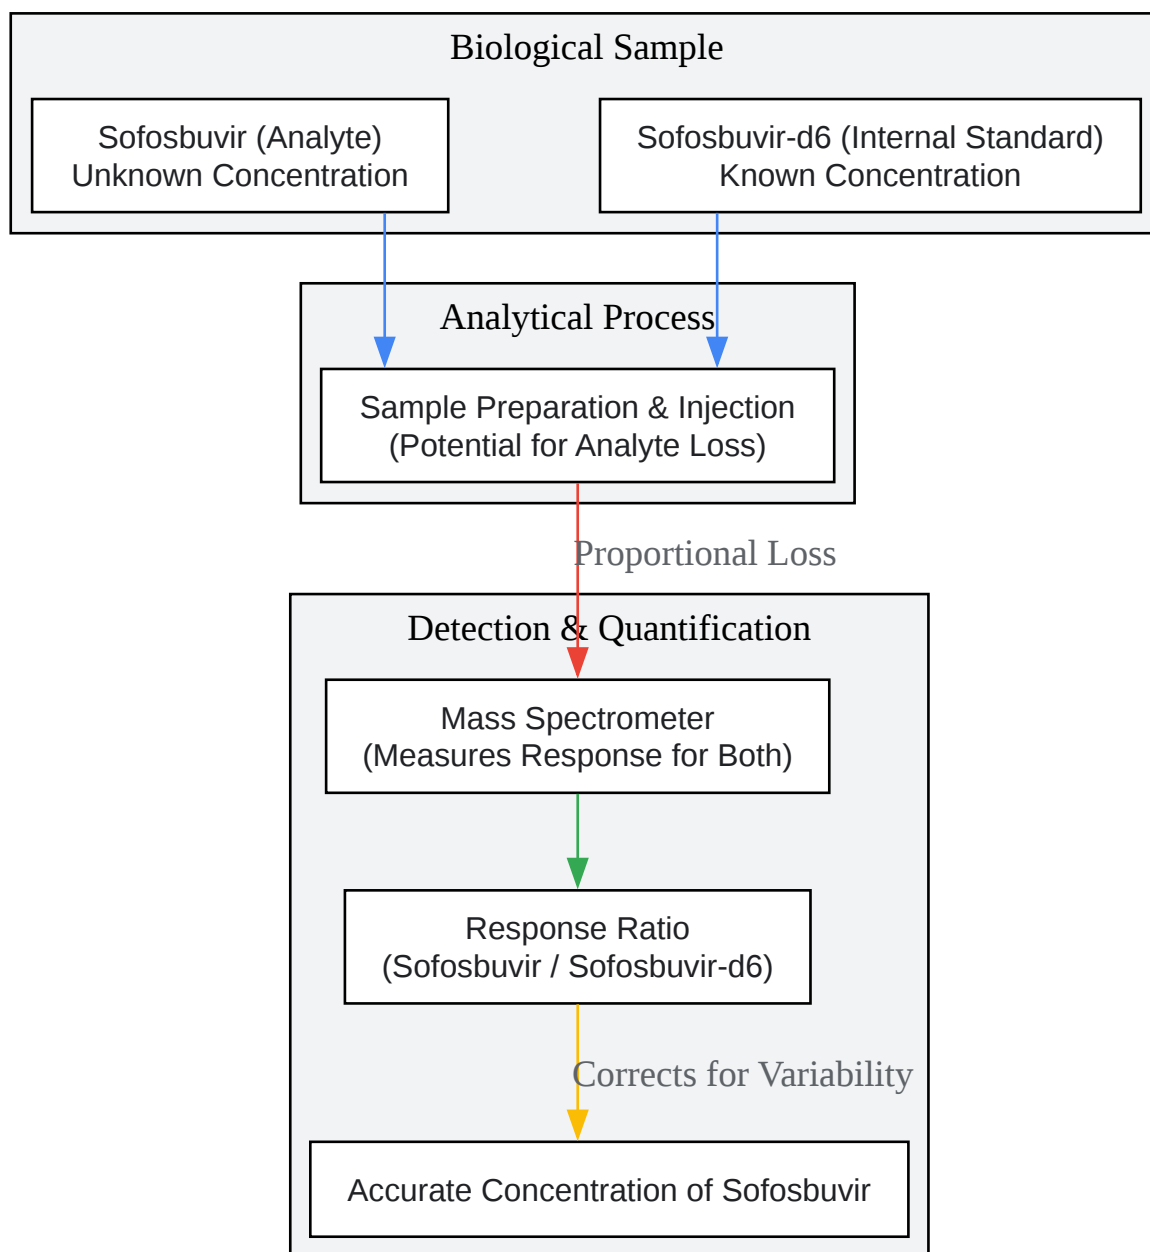 Biological Sample
Sofosbuvir (Analyte)
Unknown Concentration
Sofosbuvir-d6 (Internal Standard)
Known Concentration
Analytical Process
Sample Preparation & Injection
(Potential for Analyte Loss)
Proportional Loss
Detection & Quantification
Mass Spectrometer
(Measures Response for Both)
Response Ratio
(Sofosbuvir / Sofosbuvir-d6)
Corrects for Variability
Accurate Concentration of Sofosbuvir